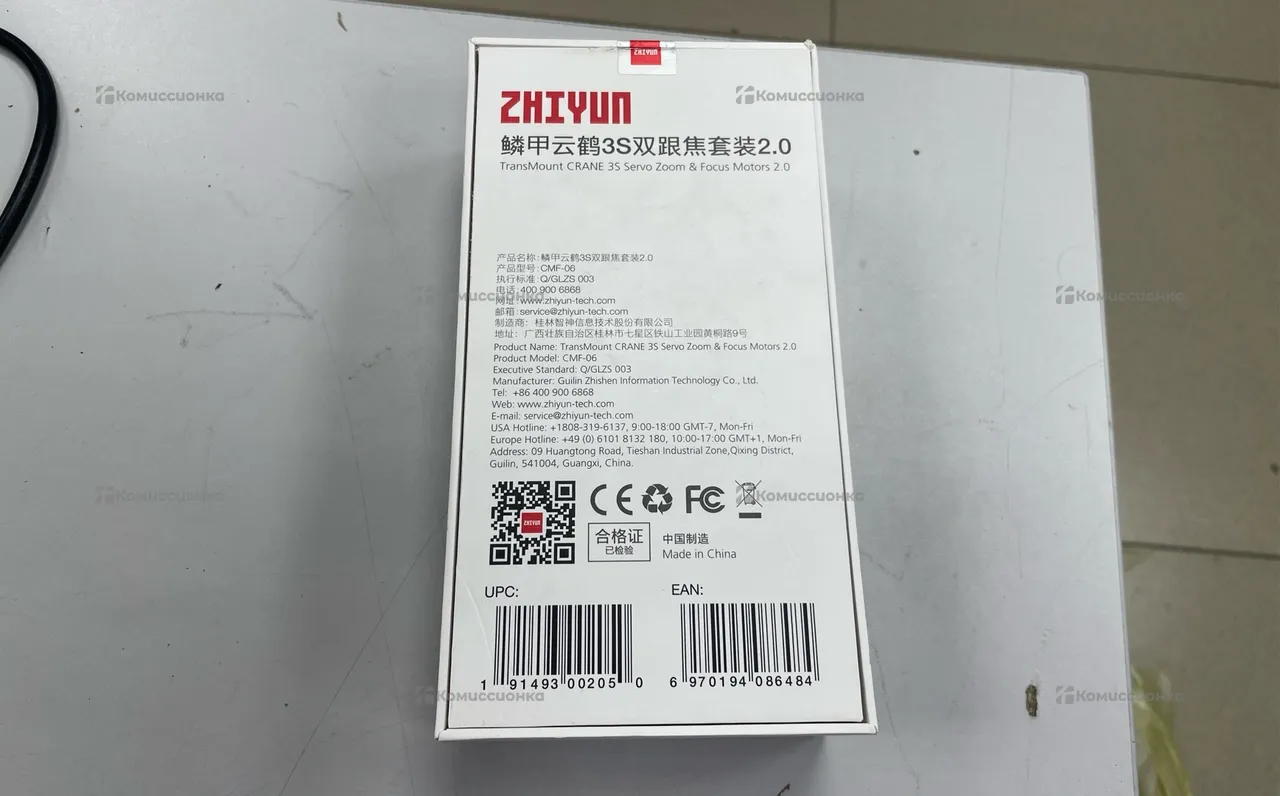 ZHIYUN
ZHIYUN
鳞甲云鹤3S双跟焦套装2.0
TransMount CRANE 3S Servo Zoom & Focus Motors 2.0
产品名称: 鳞甲云鹤3S双跟焦套装2.0
产品型号: CMF-06
执行标准: Q/GLZS 003
电话: 400 900 6868
网址: www.zhiyun-tech.com
邮箱: service@zhiyun-tech.com
制造商: 桂林智神信息技术股份有限公司
地址: 广西壮族自治区桂林市七星区铁山工业园黄桐路9号
Product Name: TransMount CRANE 3S Servo Zoom & Focus Motors 2.0
Product Model: CMF-06
Executive Standard: Q/GLZS 003
Manufacturer: Guilin Zhishen Information Technology Co., Ltd.
Tel: +86 400 900 6868
Web: www.zhiyun-tech.com
E-mail: service@zhiyun-tech.com
USA Hotline: +1808-319-6137, 9:00-18:00 GMT-7, Mon-Fri
Europe Hotline: +49 (0) 6101 8132 180, 10:00-17:00 GMT+1, Mon-Fri
Address: 09 Huangtong Road, Tieshan Industrial Zone,Qixing District,
Guilin, 541004, Guangxi, China.
ZHIYUN
CE FC
合格证
已检验
中国制造
Made in China
UPC: EAN:
1 91493 00205 0
6 970194 086484
Комиссионка
Комиссионка
Комиссионка
Комиссионка
Комиссионка
Комиссионка
Комиссионка
Комиссионка